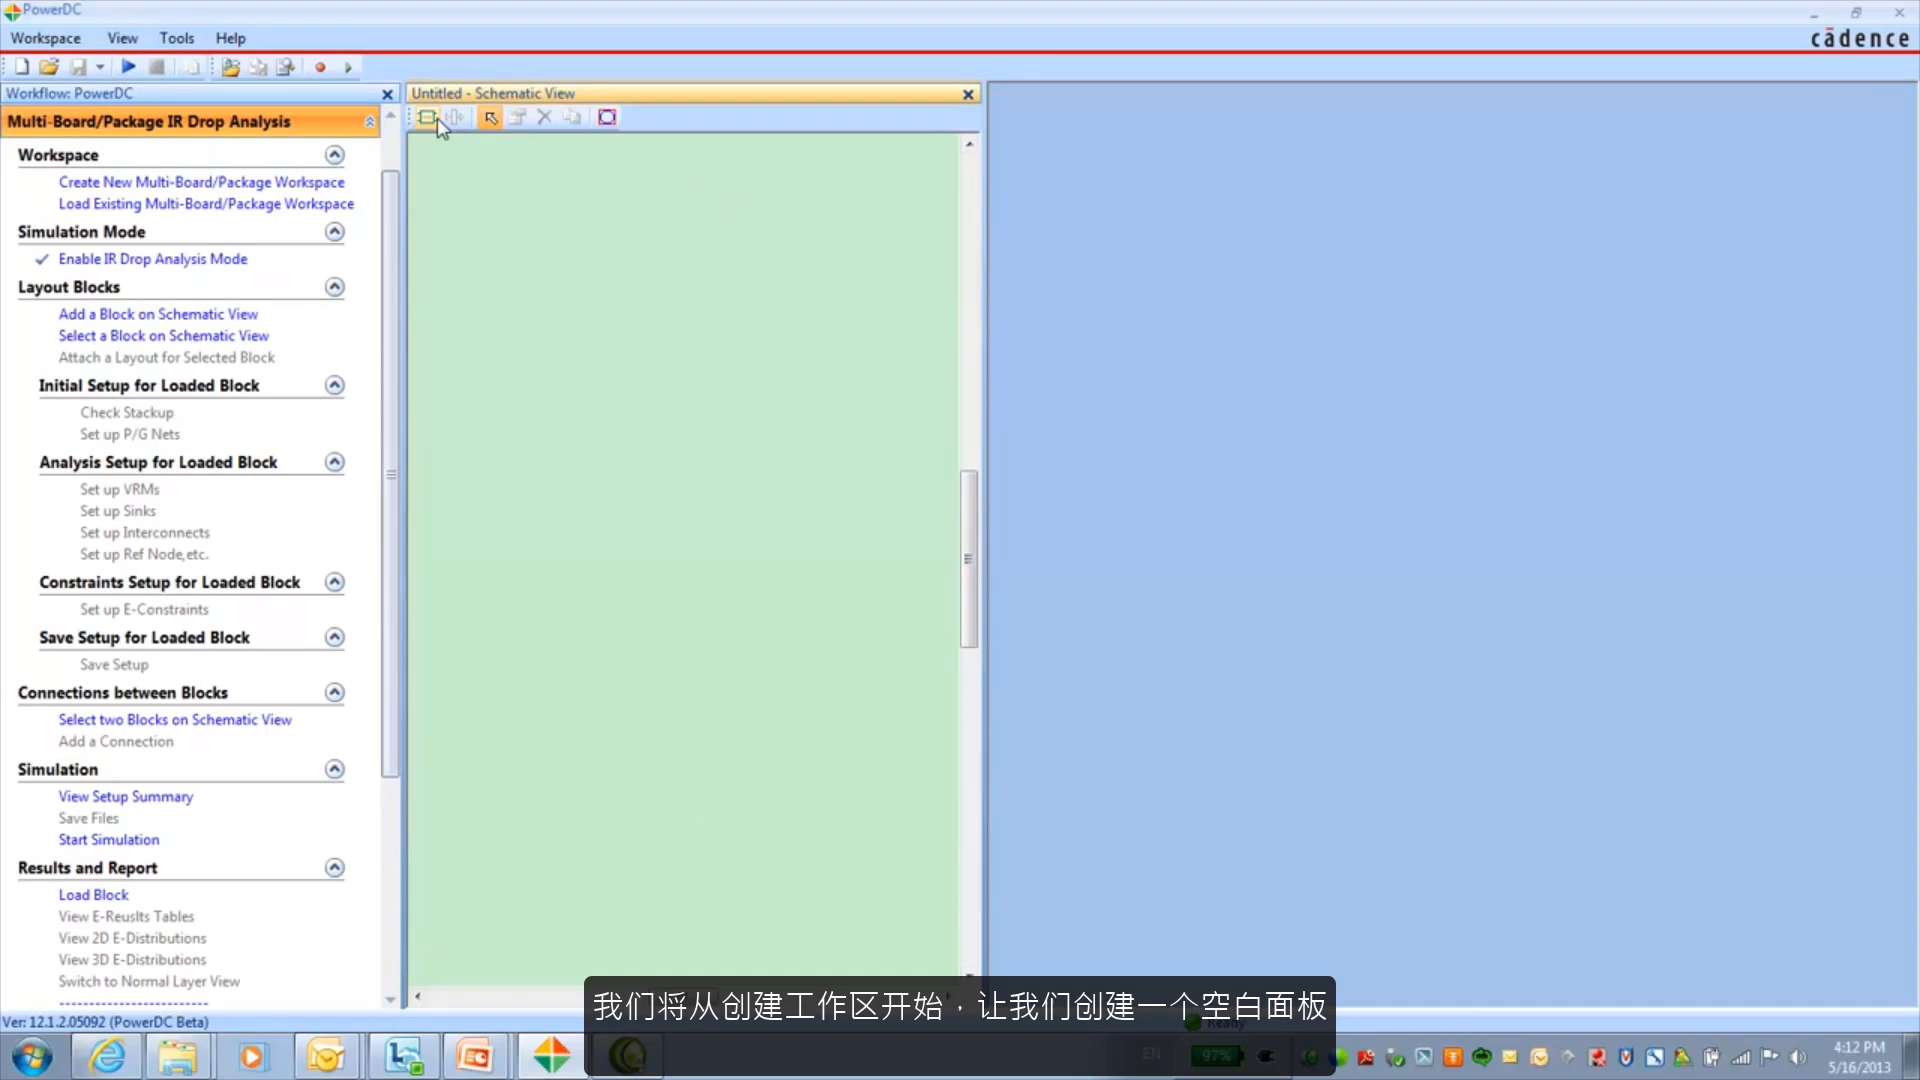 PowerDC
Workspace View Tools Help
cādence
Workflow: PowerDC
Multi-Board/Package IR Drop Analysis
Workspace
Create New Multi-Board/Package Workspace
Load Existing Multi-Board/Package Workspace
Simulation Mode
Enable IR Drop Analysis Mode
Layout Blocks
Add a Block on Schematic View
Select a Block on Schematic View
Attach a Layout for Selected Block
Initial Setup for Loaded Block
Check Stackup
Set up P/G Nets
Analysis Setup for Loaded Block
Set up VRMs
Set up Sinks
Set up Interconnects
Set up Ref Node,etc.
Constraints Setup for Loaded Block
Set up E-Constraints
Save Setup for Loaded Block
Save Setup
Connections between Blocks
Select two Blocks on Schematic View
Add a Connection
Simulation
View Setup Summary
Save Files
Start Simulation
Results and Report
Load Block
View E-Reuslts Tables
View 2D E-Distributions
View 3D E-Distributions
Switch to Normal Layer View
Untitled - Schematic View
我们将从创建工作区开始，让我们创建一个空白面板
Ver: 12.1.2.05092 (PowerDC Beta)
Ready
EN
97%
4:12 PM
5/16/2013